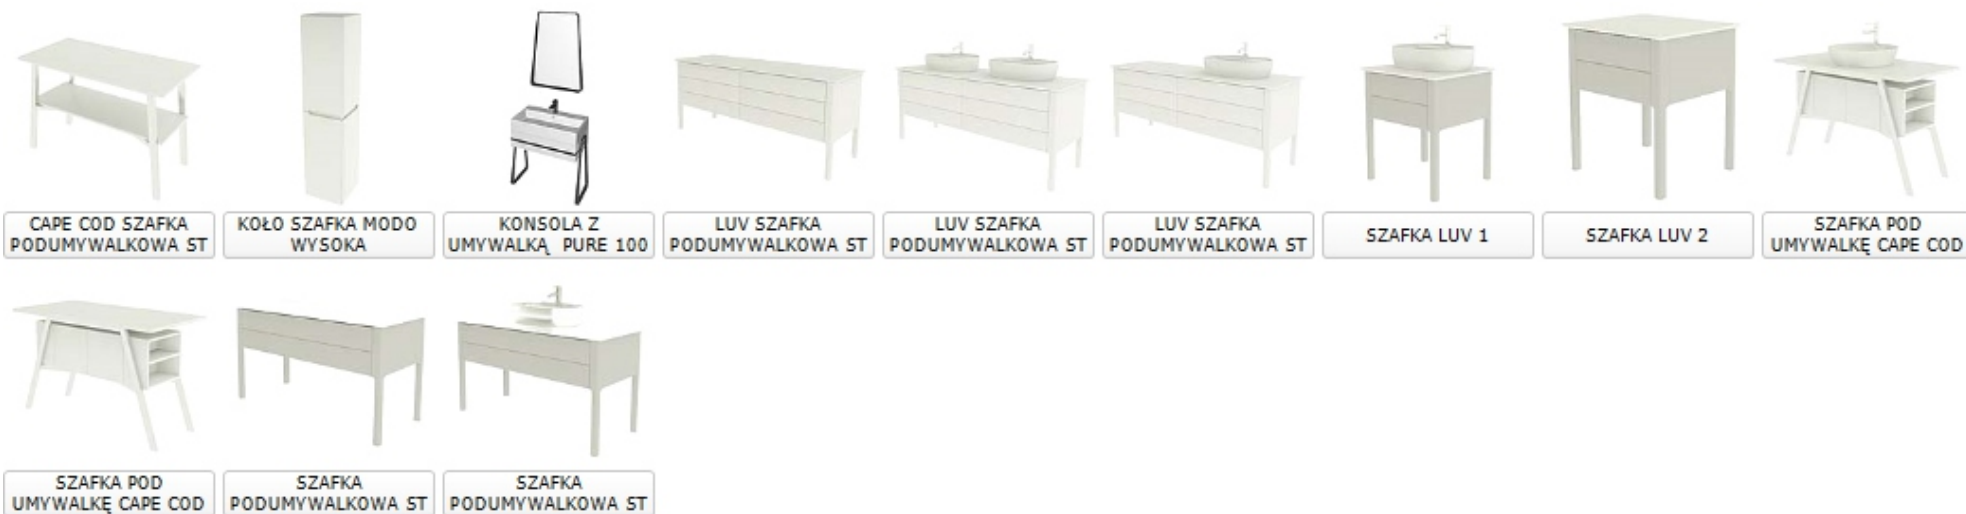 CAPE COD SZAFKA
PODUMYWALKOWA ST
KOŁO SZAFKA MODO
WYSOKA
KONSOLA Z
UMYWALKĄ PURE 100
LUV SZAFKA
PODUMYWALKOWA ST
LUV SZAFKA
PODUMYWALKOWA ST
LUV SZAFKA
PODUMYWALKOWA ST
SZAFKA LUV 1
SZAFKA LUV 2
SZAFKA POD
UMYWALKĘ CAPE COD
SZAFKA POD
UMYWALKĘ CAPE COD
SZAFKA
PODUMYWALKOWA ST
SZAFKA
PODUMYWALKOWA ST